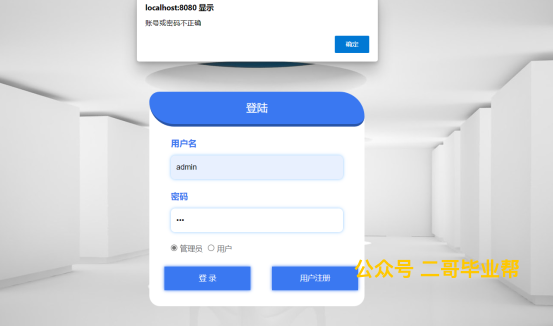 localhost:8080 显示
账号或密码不正确
确定
登陆
用户名
admin
密码
•••
管理员 用户
登 录
用户注册
公众号 二哥毕业帮